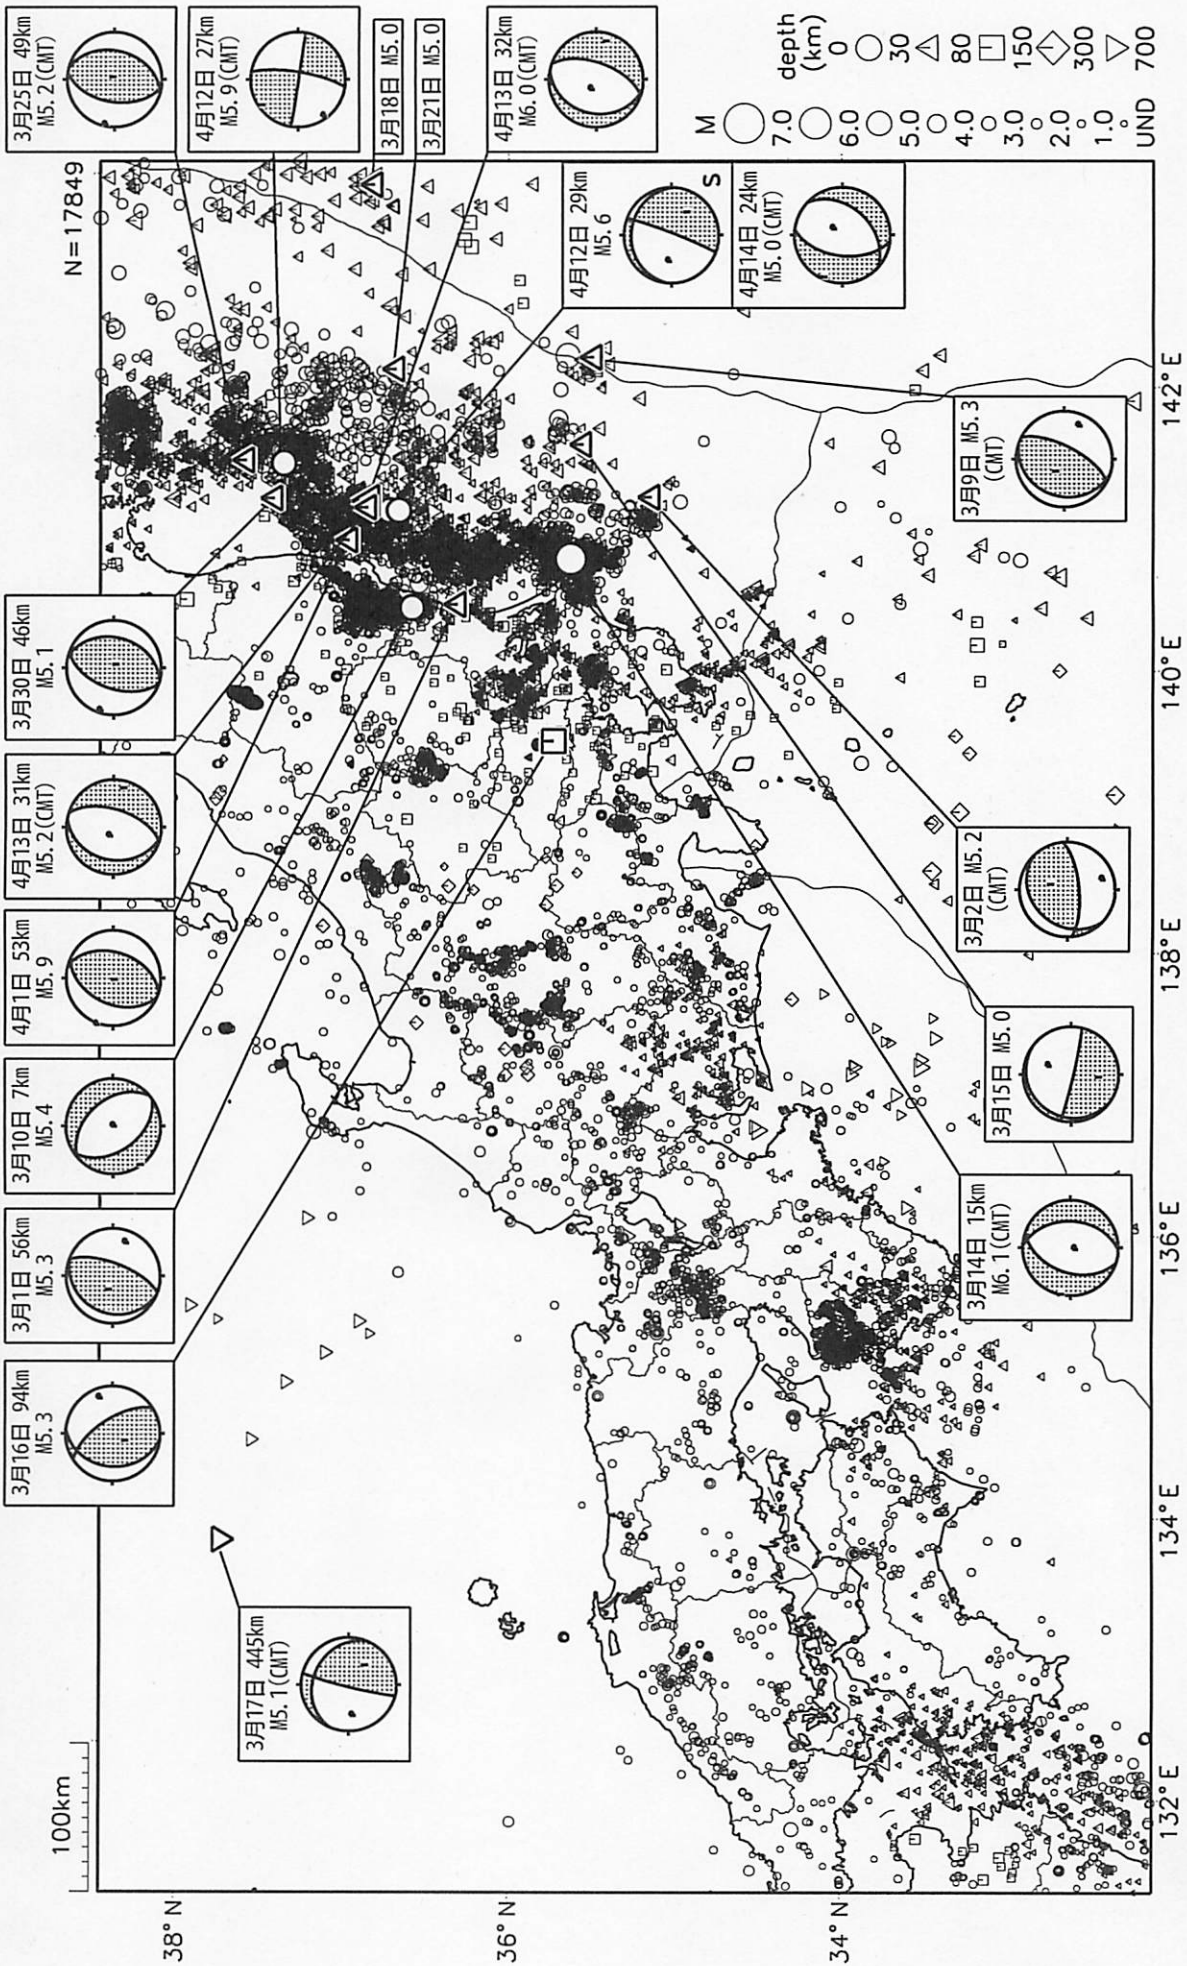 3月25日 49km
M5.2(CMT)
4月12日 27km
M5.9(CMT)
3月18日 M5.0
3月21日 M5.0
4月13日 32km
M6.0(CMT)
N=17849
4月12日 29km
M5.6
S
4月14日 24km
M5.0(CMT)
3月9日 M5.3
(CMT)
3月2日 M5.2
(CMT)
3月15日 M5.0
3月14日 15km
M6.1(CMT)
3月30日 46km
M5.1
4月13日 31km
M5.2(CMT)
4月1日 53km
M5.9
3月10日 7km
M5.4
3月1日 56km
M5.3
3月16日 94km
M5.3
3月17日 445km
M5.1(CMT)
100km
38°N
36°N
34°N
132°E
134°E
136°E
138°E
140°E
142°E
M
7.0
6.0
5.0
4.0
3.0
2.0
1.0
UND
depth
(km)
0
30
80
150
300
700